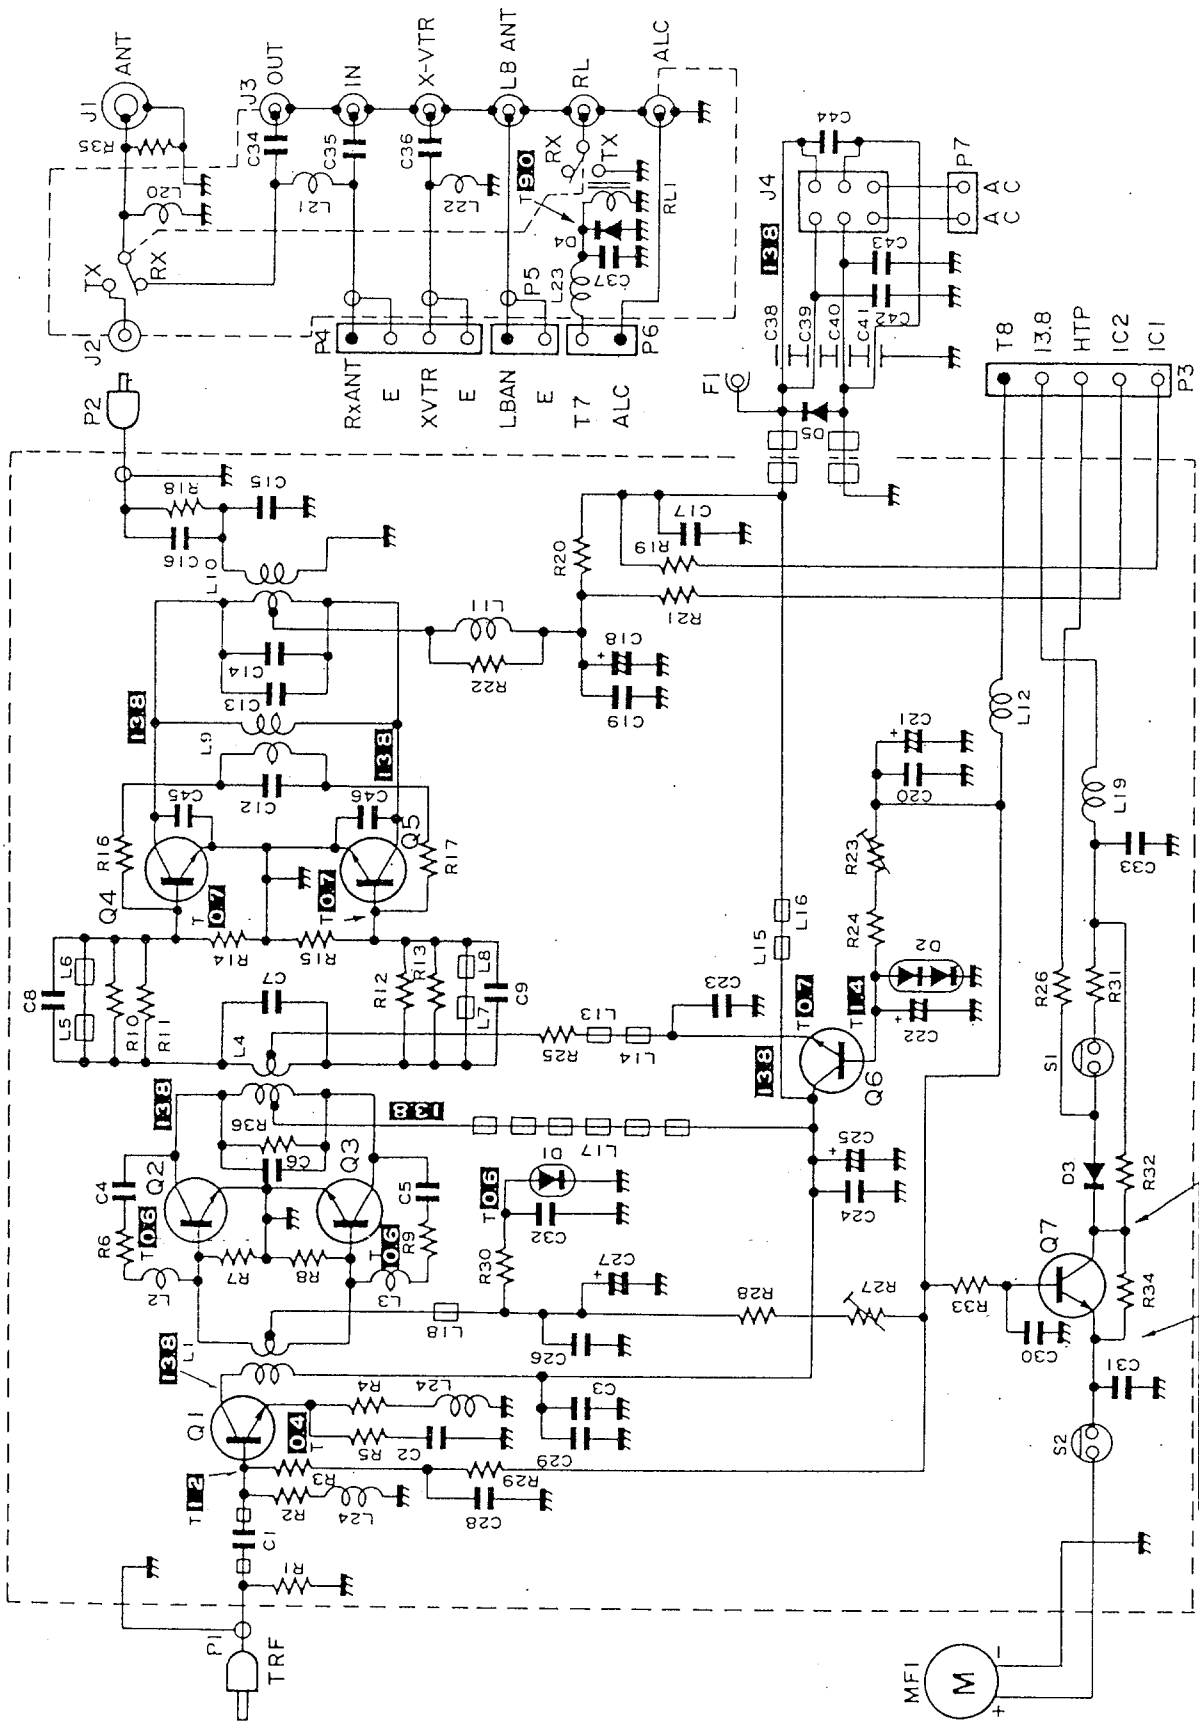 J1
ANT
R35
L20
TX
RX
J2
P2
J3
OUT
C34
L21
IN
C35
X-VTR
C36
L22
LB ANT
RL
RX
TX
T 9.0
D4
C37
L23
RL1
ALC
P4
RxANT
E
XVTR
E
P5
LBAN
E
T7
ALC
P6
C44
J4
P7
A
C
A
C
13.8
C38
C39
C40
C41
C42
C43
F1
D5
T8
13.8
HTP
IC2
IC1
P3
R18
C16
C15
L10
C14
C13
L9
C12
13.8
13.8
C45
C46
R16
R17
Q4
Q5
T 0.7
T 0.7
R14
R15
L11
R22
R20
C18
C19
C17
R19
R21
C8
L6
L5
R10
R11
L4
C7
R12
R13
L8
L7
C9
R25
L13
L14
C23
L15
L16
13.8
13.8
R36
C6
C4
R6
Q2
T 0.6
L2
R7
R8
Q3
C5
R9
T 0.6
L3
L17
D1
T 0.6
C32
R30
+
C27
L18
C26
R28
R27
13.8
T 0.7
Q6
T 1.4
+
C25
C24
+
C22
D2
R24
R23
C20
+
C21
L12
13.8
L1
Q1
T 0.4
T 1.2
R4
L24
R5
C2
C3
C29
R3
R2
L24
R29
C28
C1
R1
P1
TRF
R33
C30
Q7
R34
C31
S2
D3
R32
S1
R31
R26
C33
L19
MF1
M
+
-